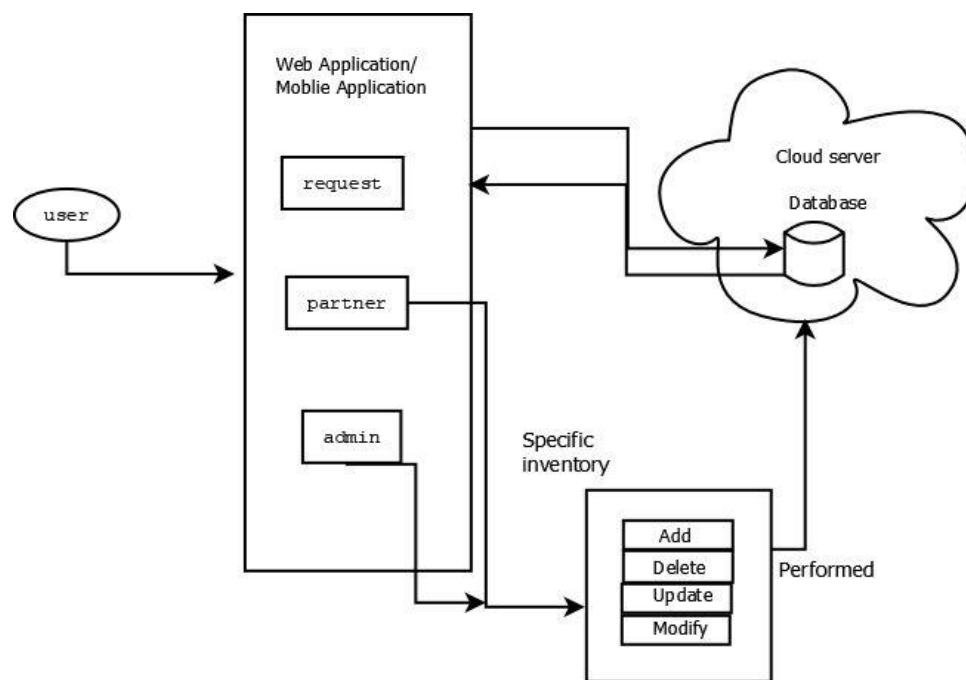 Web Application/
Moblie Application
request
user
partner
admin
Cloud server
Database
Specific
inventory
Add
Delete
Update
Modify
Performed